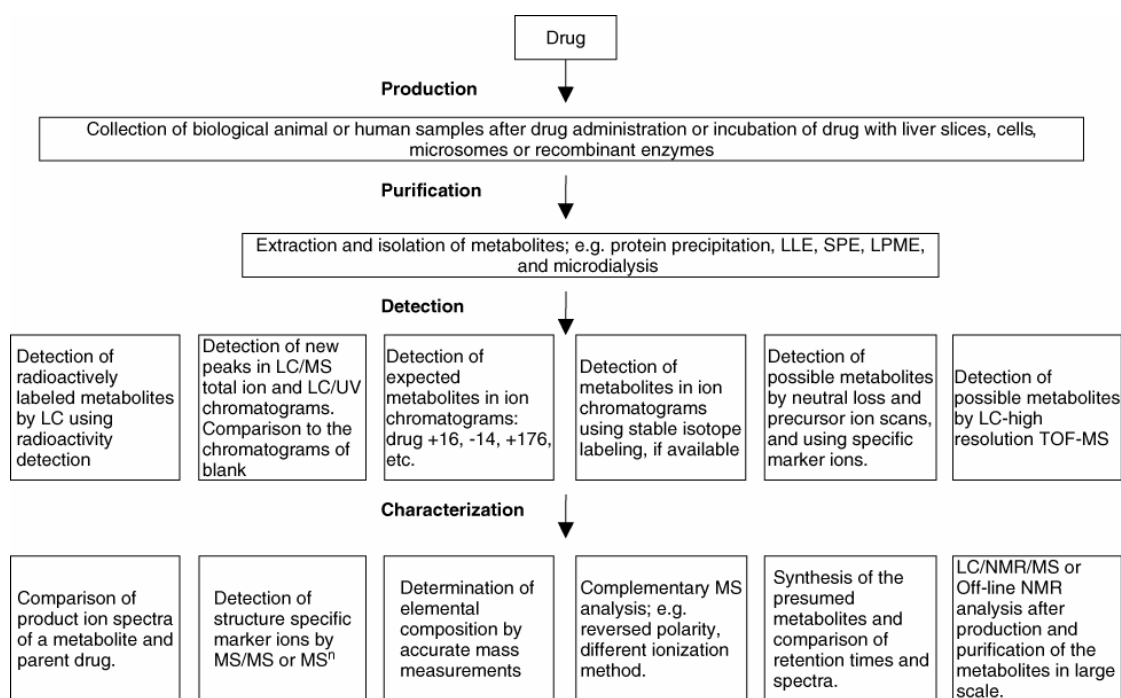 Drug
Production
Collection of biological animal or human samples after drug administration or incubation of drug with liver slices, cells,
microsomes or recombinant enzymes
Purification
Extraction and isolation of metabolites; e.g. protein precipitation, LLE, SPE, LPME,
and microdialysis
Detection
Detection of
radioactively
labeled metabolites
by LC using
radioactivity
detection
Detection of new
peaks in LC/MS
total ion and LC/UV
chromatograms.
Comparison to the
chromatograms of
blank
Detection of
expected
metabolites in ion
chromatograms:
drug +16, -14, +176,
etc.
Detection of
metabolites in ion
chromatograms
using stable isotope
labeling, if available
Detection of
possible metabolites
by neutral loss and
precursor ion scans,
and using specific
marker ions.
Detection of
possible metabolites
by LC-high
resolution TOF-MS
Characterization
Comparison of
product ion spectra
of a metabolite and
parent drug.
Detection of
structure specific
marker ions by
MS/MS or MSⁿ
Determination of
elemental
composition by
accurate mass
measurements
Complementary MS
analysis; e.g.
reversed polarity,
different ionization
method.
Synthesis of the
presumed
metabolites and
comparison of
retention times and
spectra.
LC/NMR/MS or
Off-line NMR
analysis after
production and
purification of the
metabolites in large
scale.